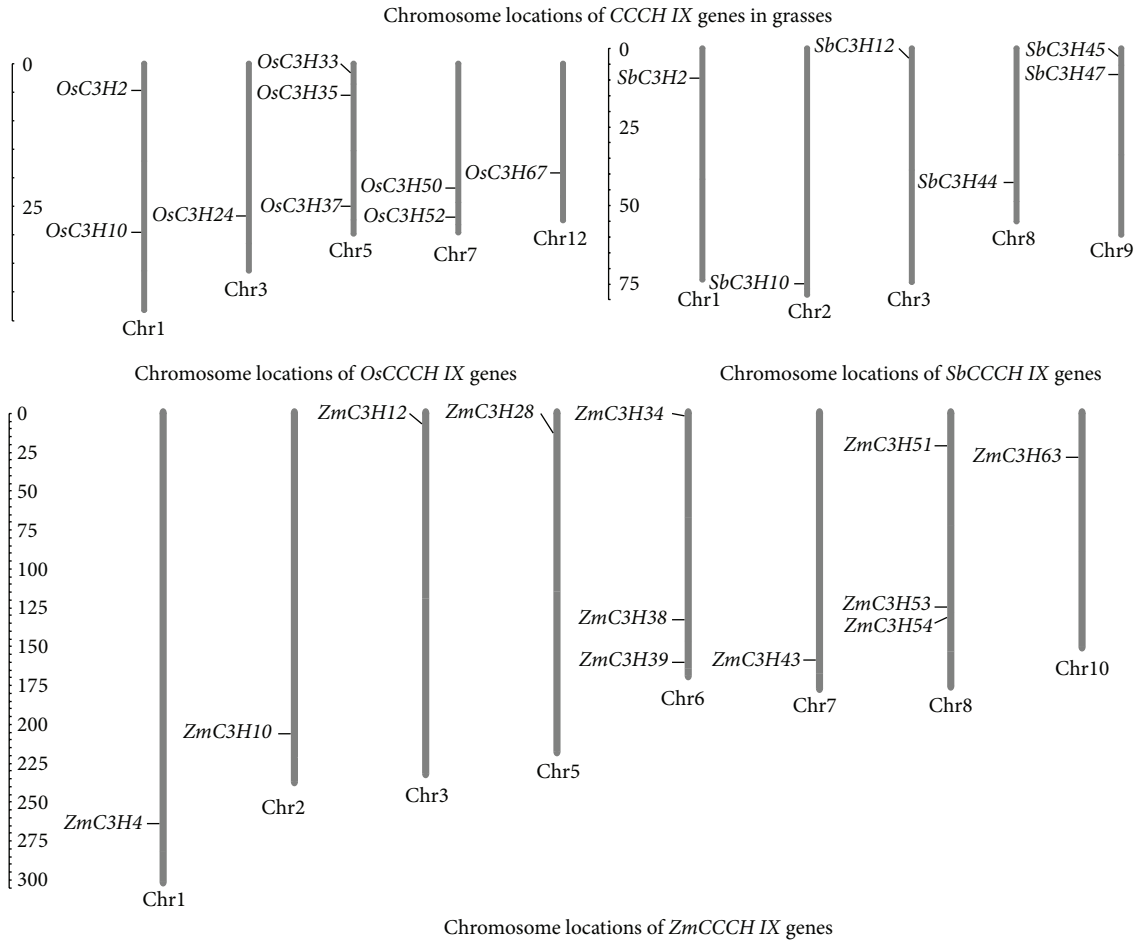 Chromosome locations of CCCH IX genes in grasses
0
25
OsC3H2
OsC3H10
Chr1
OsC3H24
Chr3
OsC3H33
OsC3H35
OsC3H37
Chr5
OsC3H50
OsC3H52
Chr7
OsC3H67
Chr12
Chromosome locations of OsCCCH IX genes
0
25
50
75
SbC3H2
Chr1
SbC3H10
Chr2
SbC3H12
Chr3
SbC3H44
Chr8
SbC3H45
SbC3H47
Chr9
Chromosome locations of SbCCCH IX genes
0
25
50
75
100
125
150
175
200
225
250
275
300
ZmC3H4
Chr1
ZmC3H10
Chr2
ZmC3H12
Chr3
ZmC3H28
Chr5
ZmC3H34
ZmC3H38
ZmC3H39
Chr6
ZmC3H43
Chr7
ZmC3H51
ZmC3H53
ZmC3H54
Chr8
ZmC3H63
Chr10
Chromosome locations of ZmCCCH IX genes